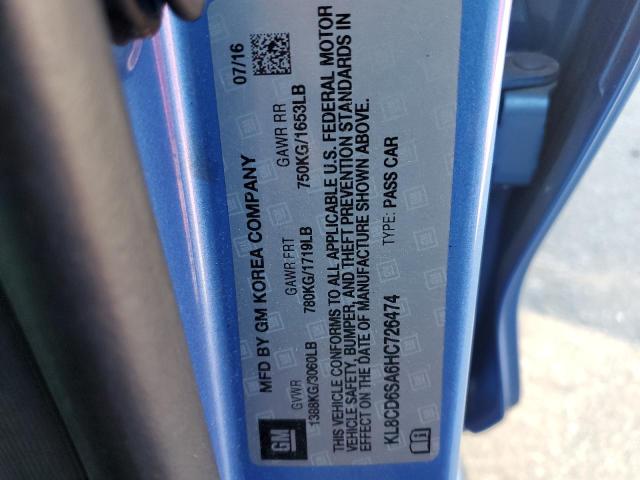 MFD BY GM KOREA COMPANY 07/16
GVWR GAWR FRT GAWR RR
1388KG/3060LB 780KG/1719LB 750KG/1653LB
THIS VEHICLE CONFORMS TO ALL APPLICABLE U.S. FEDERAL MOTOR
VEHICLE SAFETY, BUMPER, AND THEFT PREVENTION STANDARDS IN
EFFECT ON THE DATE OF MANUFACTURE SHOWN ABOVE.
KL8CD6SA6HC726474 TYPE: PASS CAR
GM